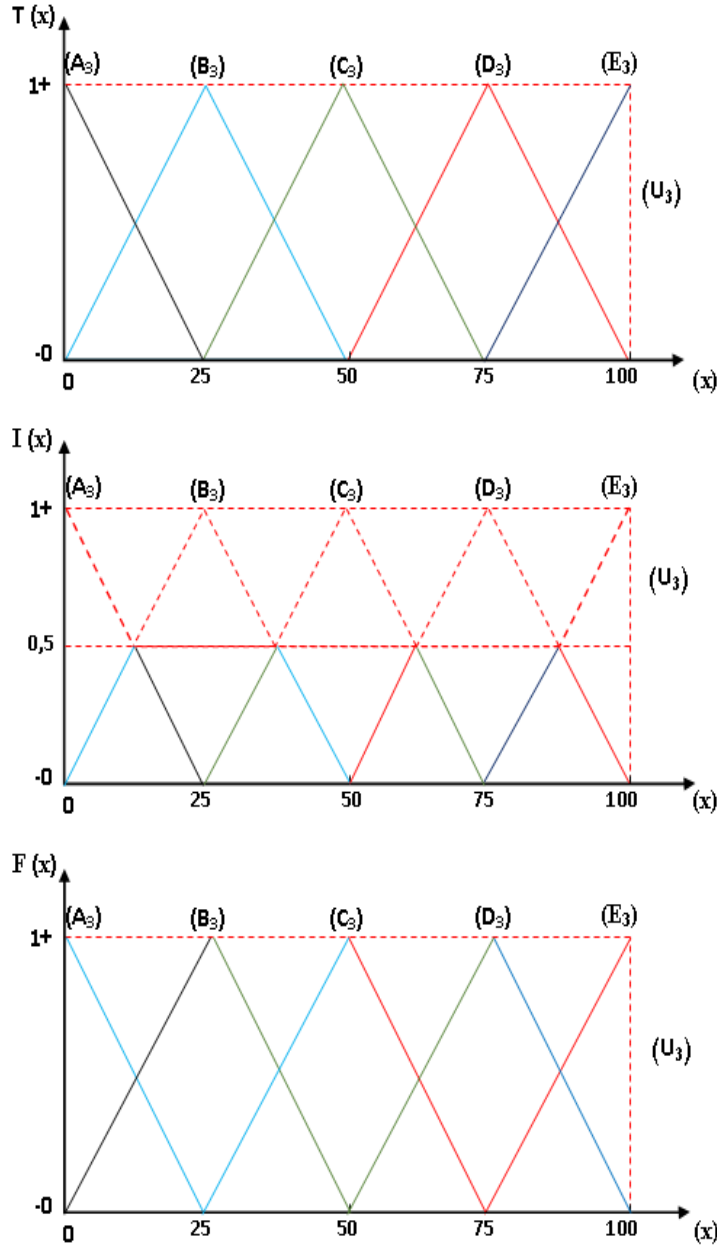 T (x)
(A₃) (B₃) (C₃) (D₃) (E₃)
1+
(U₃)
-0
0 25 50 75 100 (x)
I (x)
(A₃) (B₃) (C₃) (D₃) (E₃)
1+
(U₃)
0,5
-0
0 25 50 75 100 (x)
F (x)
(A₃) (B₃) (C₃) (D₃) (E₃)
1+
(U₃)
-0
0 25 50 75 100 (x)